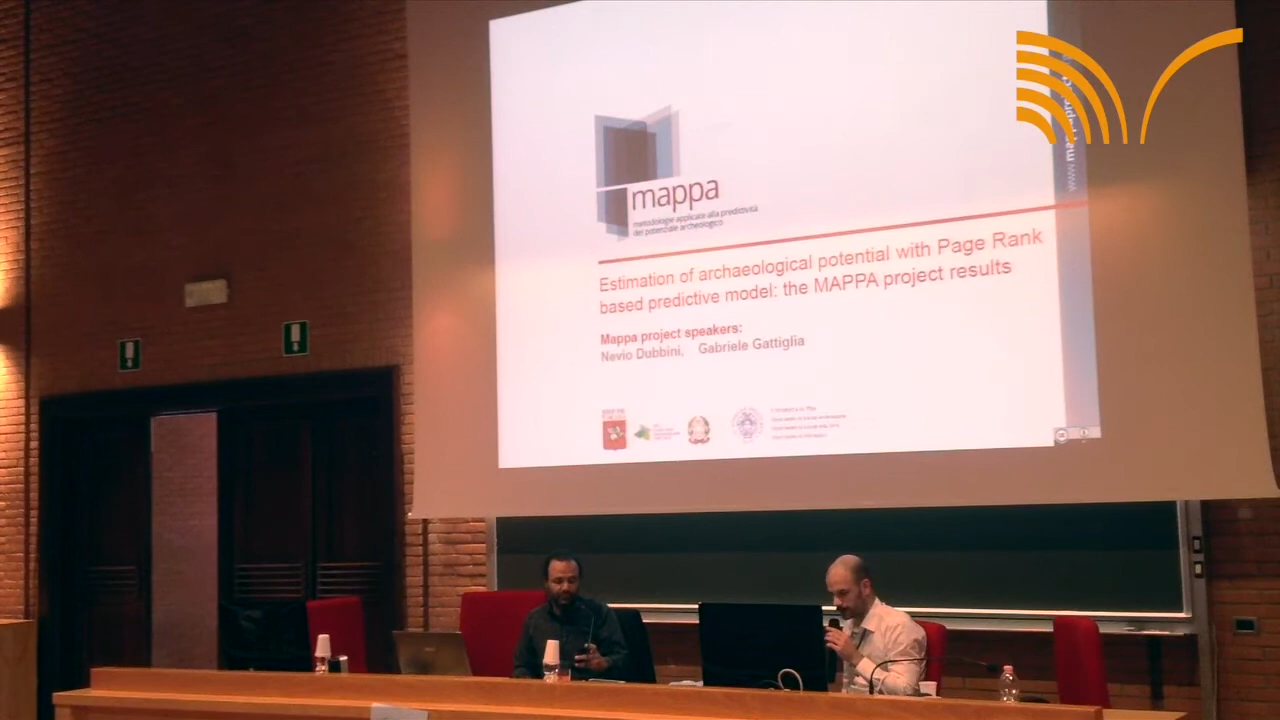 mappa
metodologie applicate alla predittività
del potenziale archeologico
Estimation of archaeological potential with Page Rank
based predictive model: the MAPPA project results
Mappa project speakers:
Nevio Dubbini, Gabriele Gattiglia